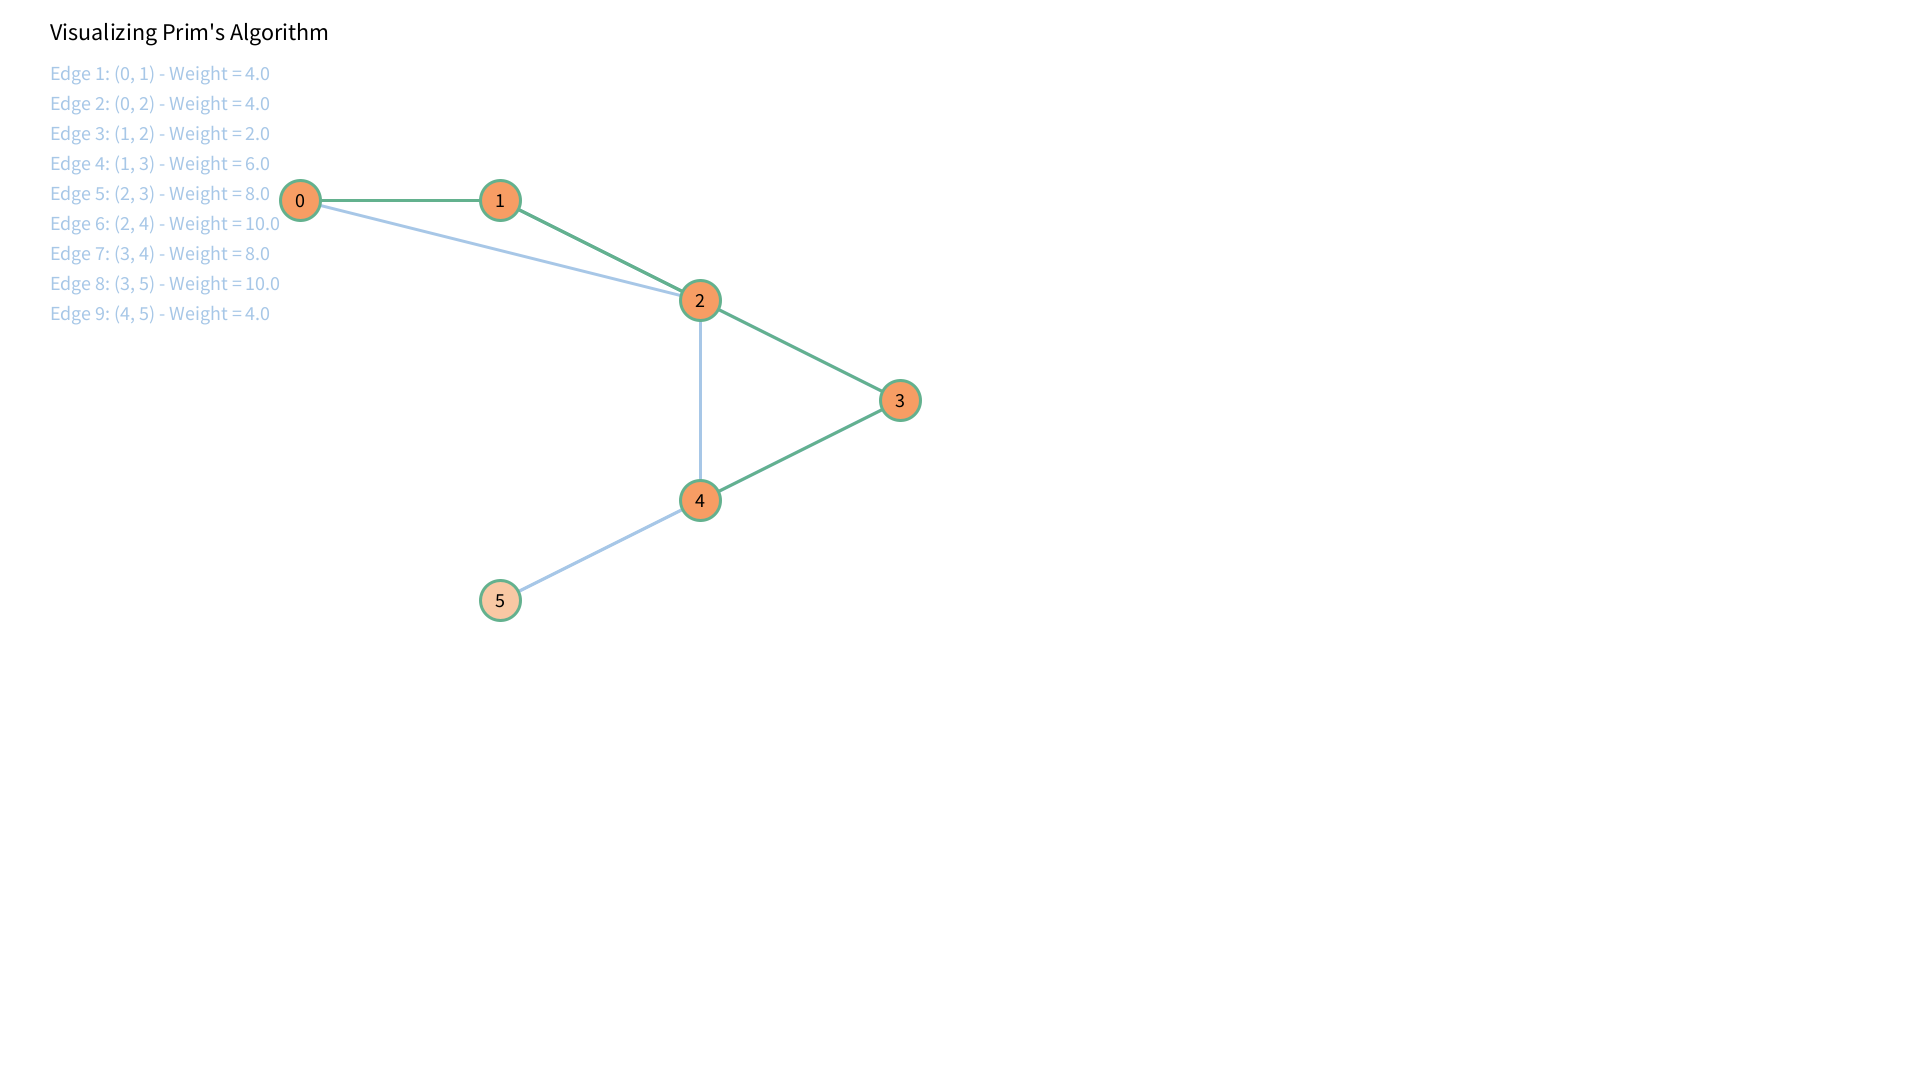 Visualizing Prim's Algorithm
Edge 1: (0, 1) - Weight = 4.0
Edge 2: (0, 2) - Weight = 4.0
Edge 3: (1, 2) - Weight = 2.0
Edge 4: (1, 3) - Weight = 6.0
Edge 5: (2, 3) - Weight = 8.0
Edge 6: (2, 4) - Weight = 10.0
Edge 7: (3, 4) - Weight = 8.0
Edge 8: (3, 5) - Weight = 10.0
Edge 9: (4, 5) - Weight = 4.0
0
1
2
3
4
5